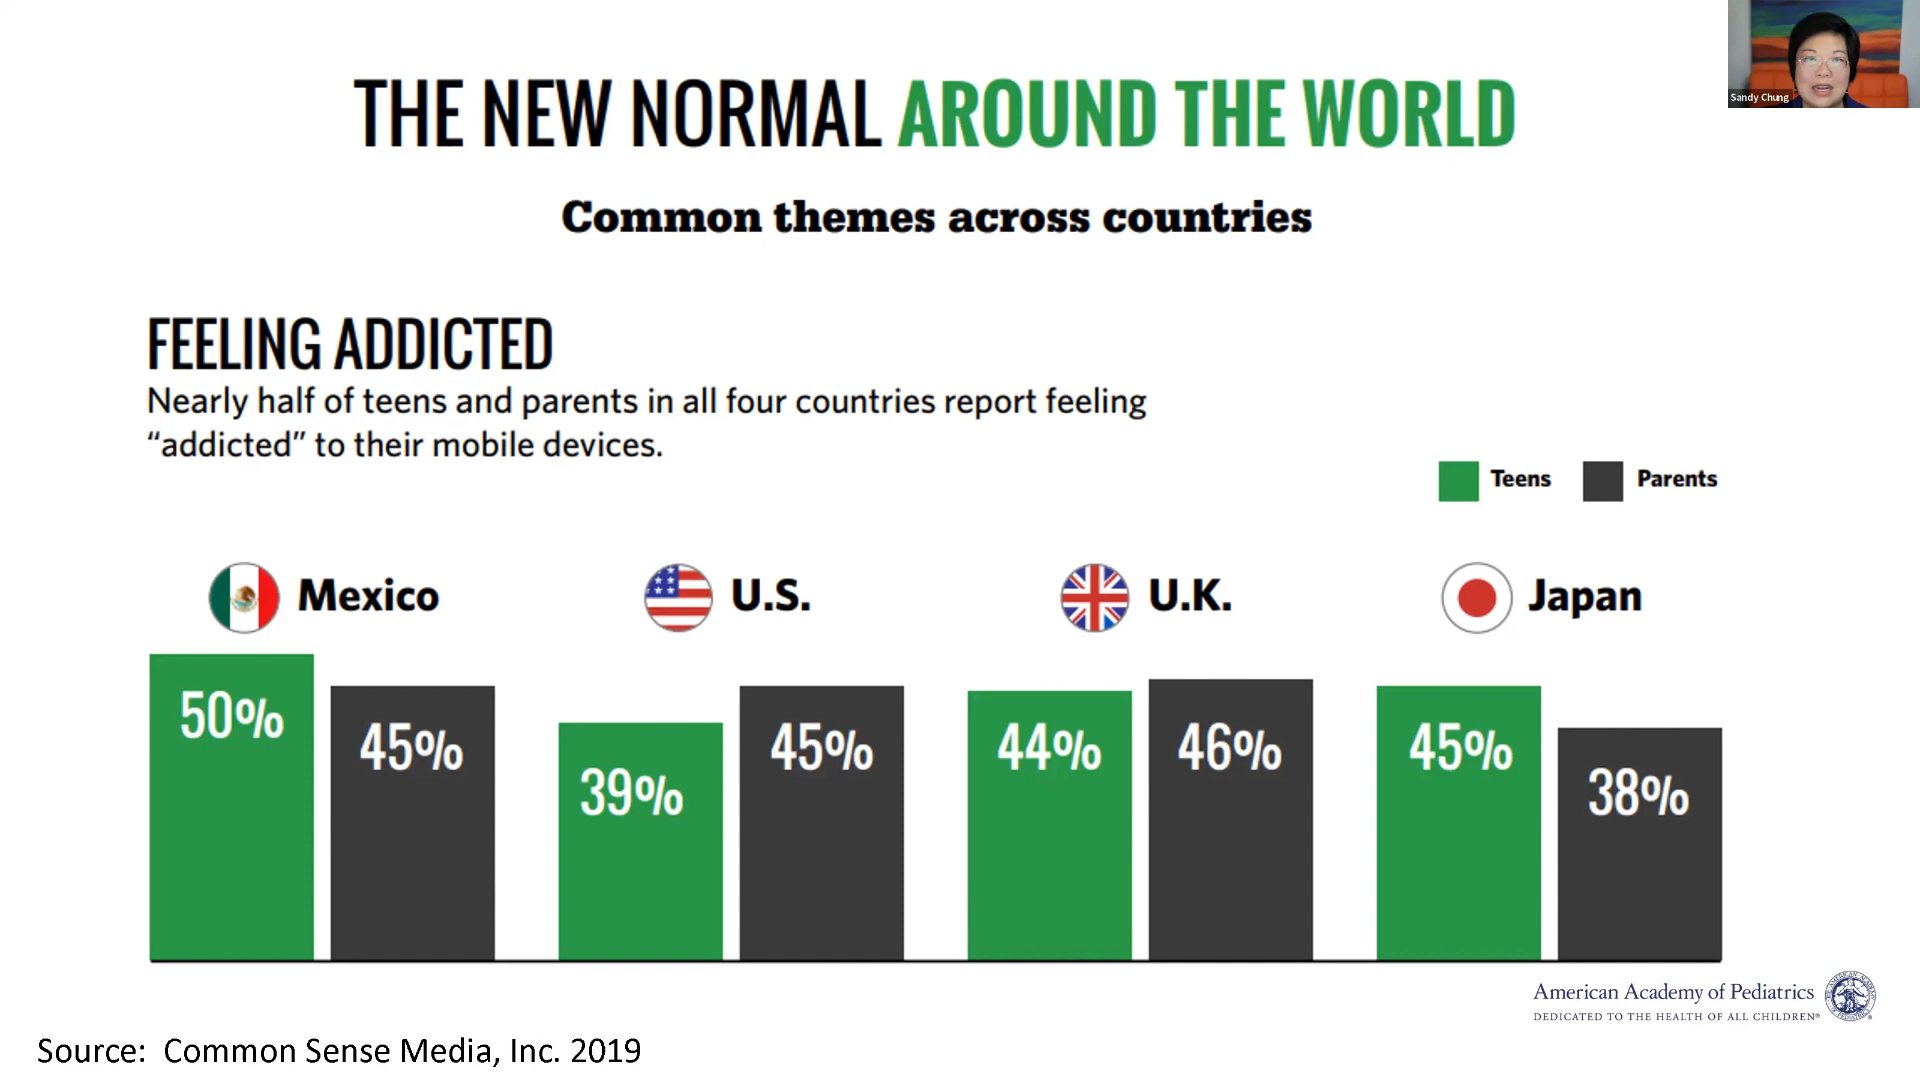 Sandy Chung
THE NEW NORMAL AROUND THE WORLD
Common themes across countries
FEELING ADDICTED
Nearly half of teens and parents in all four countries report feeling
“addicted” to their mobile devices.
Teens Parents
Mexico U.S. U.K. Japan
50% 45% 39% 45% 44% 46% 45% 38%
American Academy of Pediatrics
DEDICATED TO THE HEALTH OF ALL CHILDREN®
Source: Common Sense Media, Inc. 2019